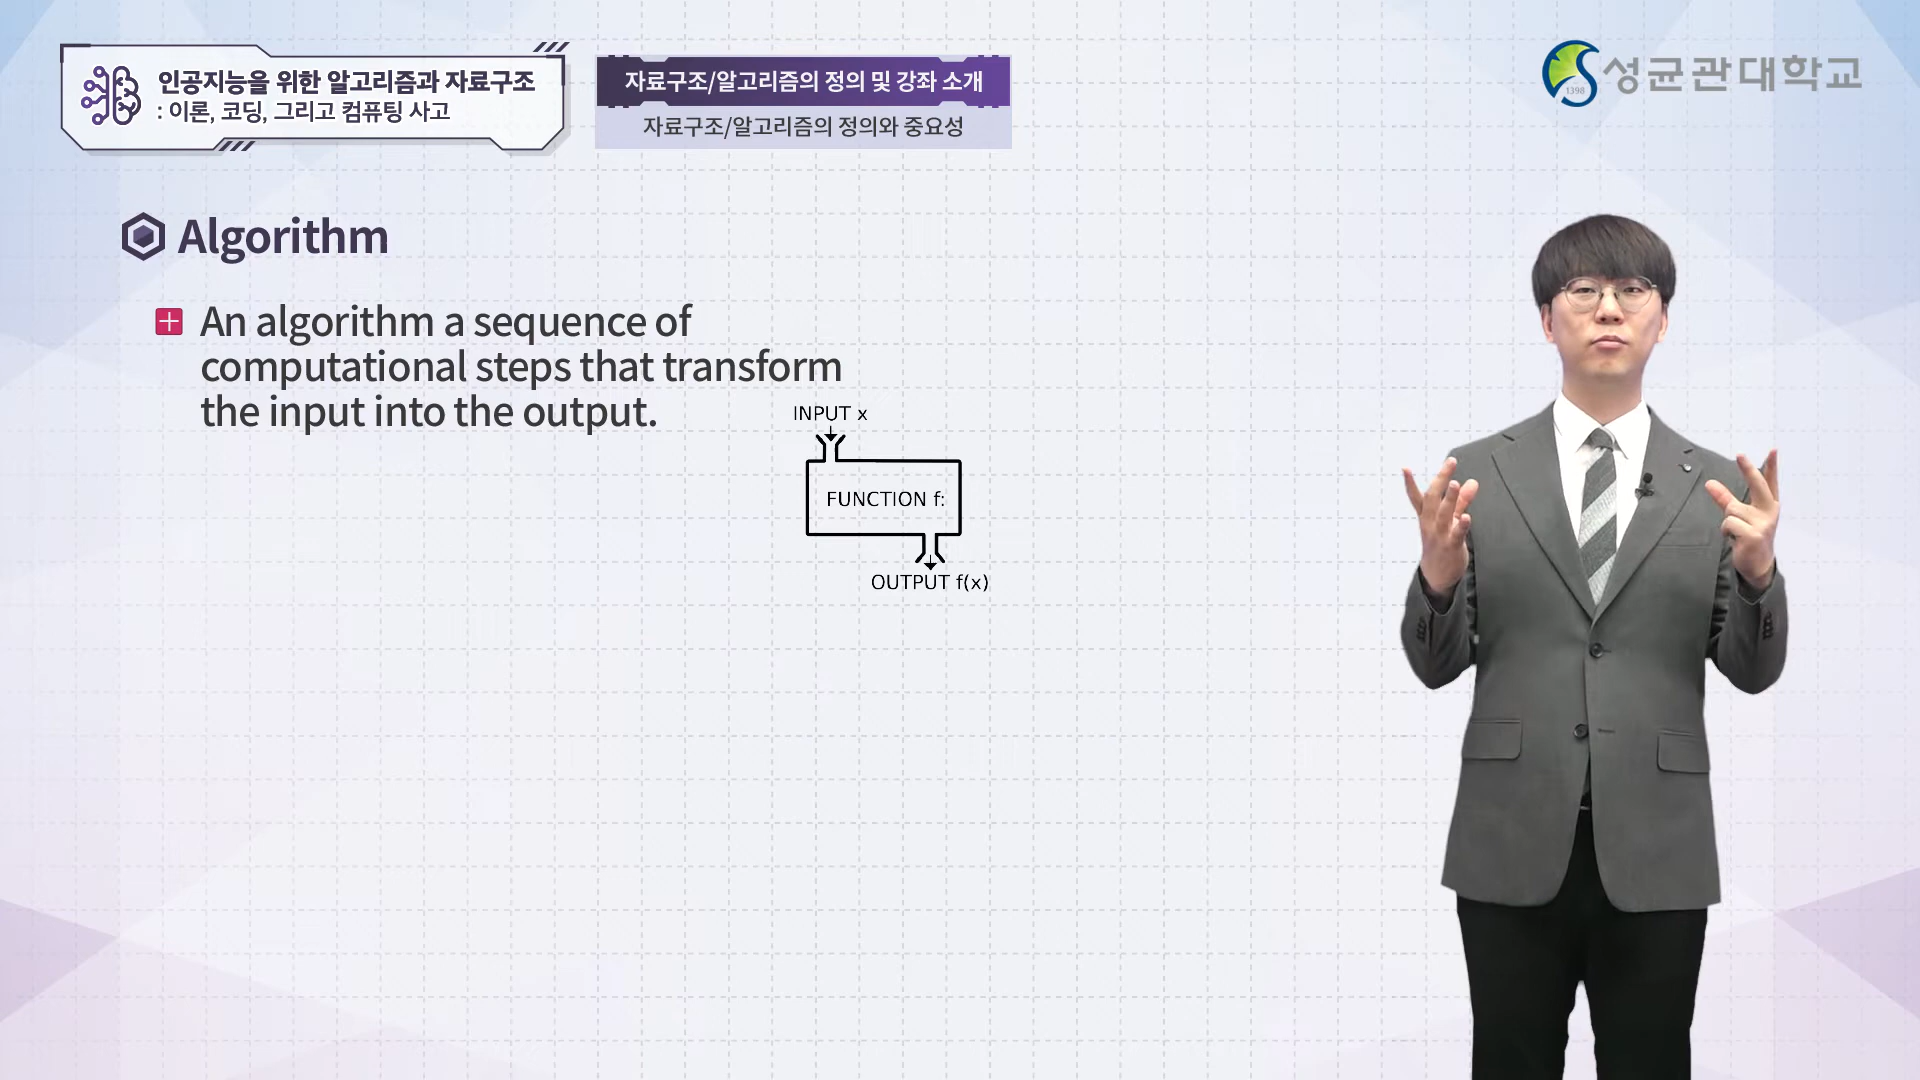 인공지능을 위한 알고리즘과 자료구조
: 이론, 코딩, 그리고 컴퓨팅 사고
자료구조/알고리즘의 정의 및 강좌 소개
자료구조/알고리즘의 정의와 중요성
1398
성균관대학교
Algorithm
An algorithm a sequence of
computational steps that transform
the input into the output.
INPUT x
FUNCTION f:
OUTPUT f(x)